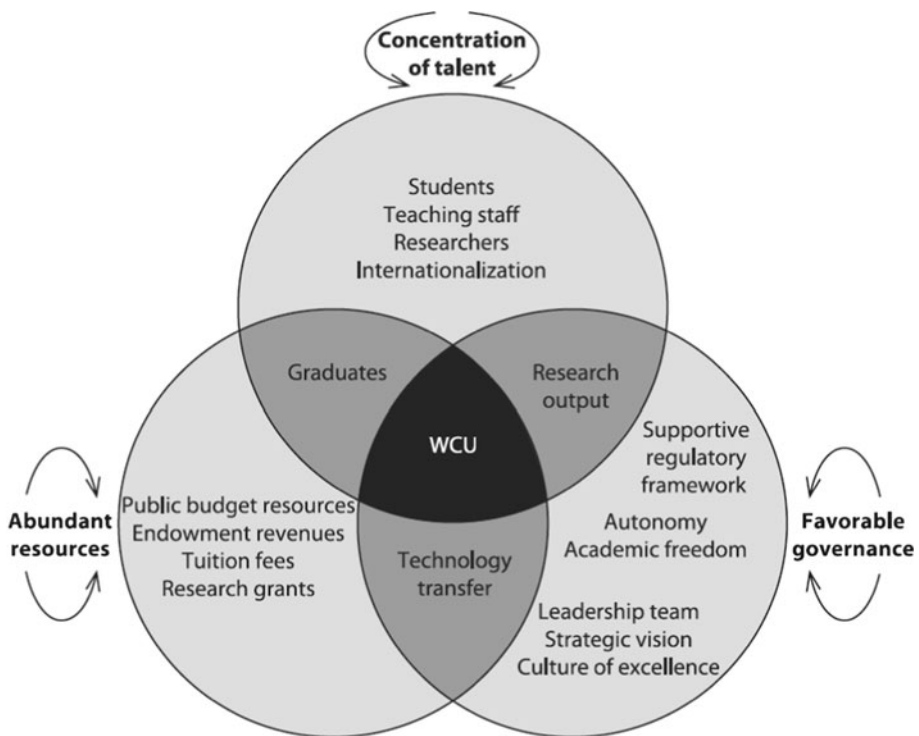 Concentration
of talent
Students
Teaching staff
Researchers
Internationalization
Graduates
Research
output
WCU
Supportive
regulatory
framework
Autonomy
Academic freedom
Leadership team
Strategic vision
Culture of excellence
Favorable
governance
Abundant
resources
Public budget resources
Endowment revenues
Tuition fees
Research grants
Technology
transfer